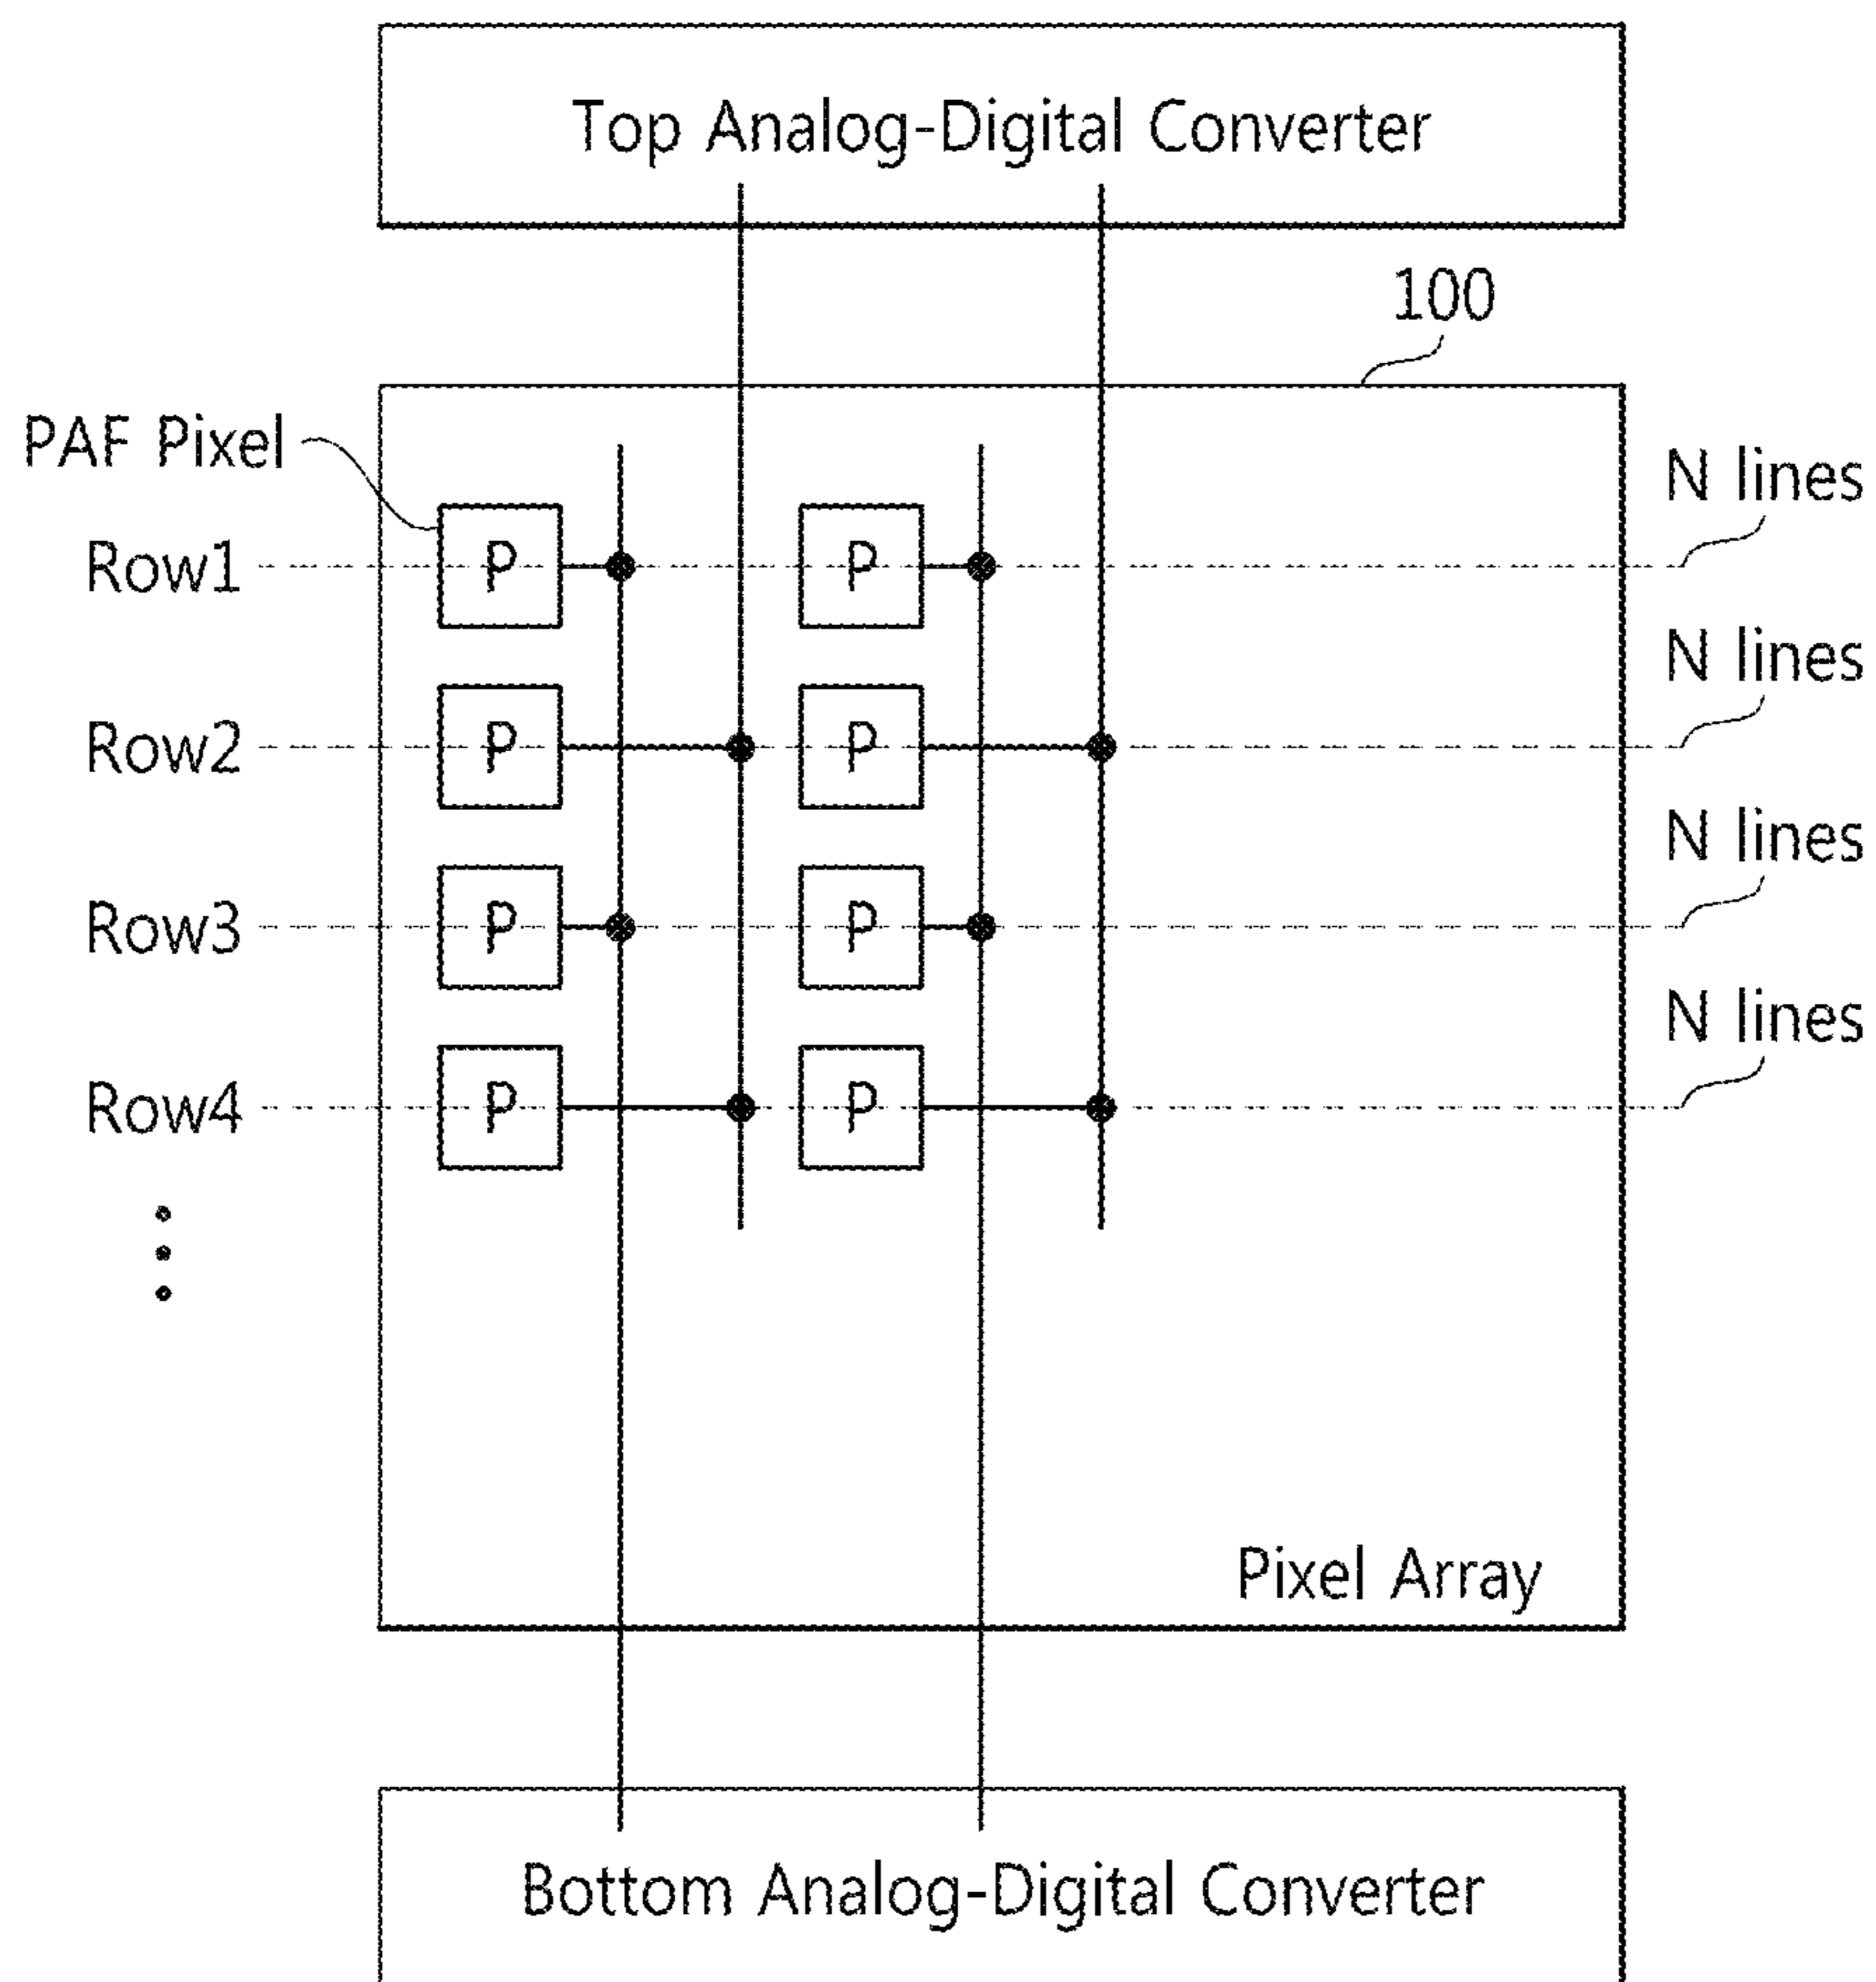 Top Analog-Digital Converter
100
PAF Pixel
N lines
Row1
P
P
N lines
Row2
P
P
N lines
Row3
P
P
N lines
Row4
P
P
Pixel Array
Bottom Analog-Digital Converter